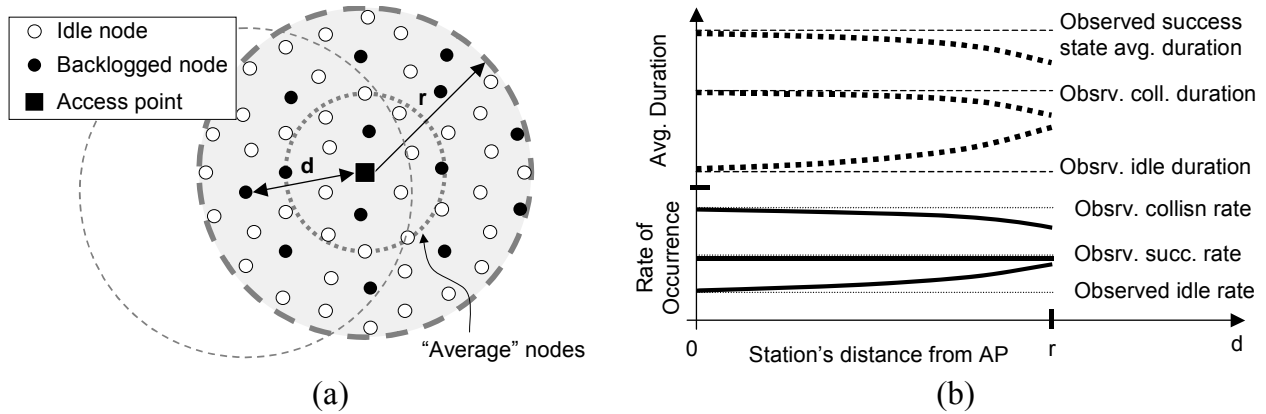 Idle node
Backlogged node
Access point
r
d
"Average" nodes
(a)
Avg. Duration
Rate of
Occurrence
Observed success
state avg. duration
Obsrv. coll. duration
Obsrv. idle duration
Obsrv. collisn rate
Obsrv. succ. rate
Observed idle rate
0
Station's distance from AP
r
d
(b)